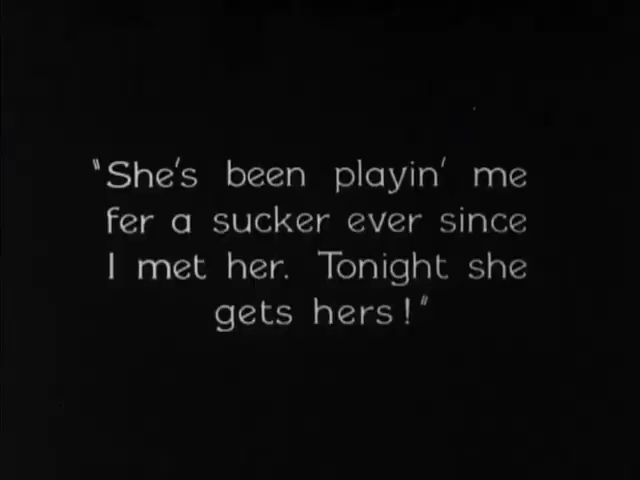 "She's been playin' me
fer a sucker ever since
I met her. Tonight she
gets hers!"